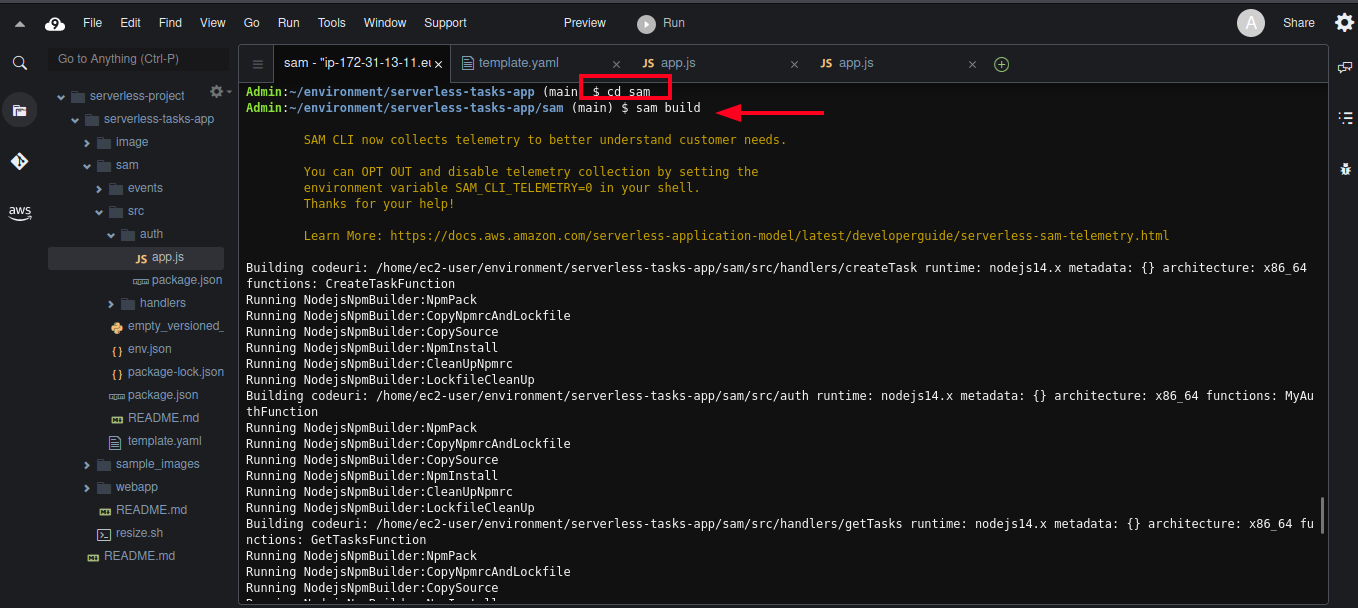 File Edit Find View Go Run Tools Window Support Preview Run A Share
Go to Anything (Ctrl-P)
sam - "ip-172-31-13-11.eu
template.yaml
JS app.js
JS app.js
serverless-project
serverless-tasks-app
image
sam
events
src
auth
JS app.js
package.json
handlers
empty_versioned_
env.json
package-lock.json
package.json
README.md
template.yaml
sample_images
webapp
README.md
resize.sh
README.md
9
aws
Admin:~/environment/serverless-tasks-app (main $ cd sam
Admin:~/environment/serverless-tasks-app/sam (main) $ sam build
SAM CLI now collects telemetry to better understand customer needs.
You can OPT OUT and disable telemetry collection by setting the
environment variable SAM_CLI_TELEMETRY=0 in your shell.
Thanks for your help!
Learn More: https://docs.aws.amazon.com/serverless-application-model/latest/developerguide/serverless-sam-telemetry.html
Building codeuri: /home/ec2-user/environment/serverless-tasks-app/sam/src/handlers/createTask runtime: nodejs14.x metadata: {} architecture: x86_64
functions: CreateTaskFunction
Running NodejsNpmBuilder:NpmPack
Running NodejsNpmBuilder:CopyNpmrcAndLockfile
Running NodejsNpmBuilder:CopySource
Running NodejsNpmBuilder:NpmInstall
Running NodejsNpmBuilder:CleanUpNpmrc
Running NodejsNpmBuilder:LockfileCleanUp
Building codeuri: /home/ec2-user/environment/serverless-tasks-app/sam/src/auth runtime: nodejs14.x metadata: {} architecture: x86_64 functions: MyAu
thFunction
Running NodejsNpmBuilder:NpmPack
Running NodejsNpmBuilder:CopyNpmrcAndLockfile
Running NodejsNpmBuilder:CopySource
Running NodejsNpmBuilder:NpmInstall
Running NodejsNpmBuilder:CleanUpNpmrc
Running NodejsNpmBuilder:LockfileCleanUp
Building codeuri: /home/ec2-user/environment/serverless-tasks-app/sam/src/handlers/getTasks runtime: nodejs14.x metadata: {} architecture: x86_64 fu
nctions: GetTasksFunction
Running NodejsNpmBuilder:NpmPack
Running NodejsNpmBuilder:CopyNpmrcAndLockfile
Running NodejsNpmBuilder:CopySource
Running NodejsNpmBuilder:NpmInstall